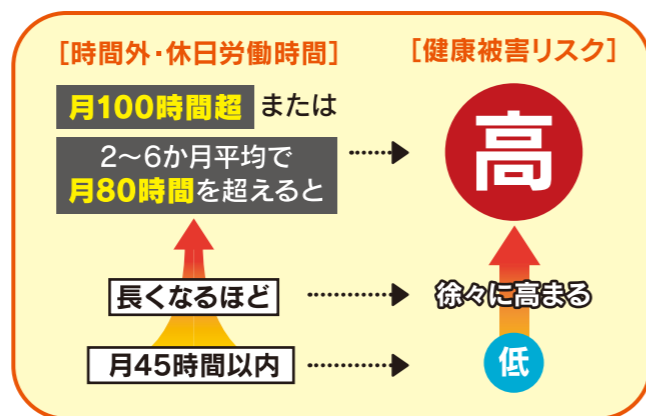 ［時間外・休日労働時間］
［健康被害リスク］
月100時間超 または
2～6か月平均で
月80時間を超えると
高
長くなるほど
徐々に高まる
月45時間以内
低